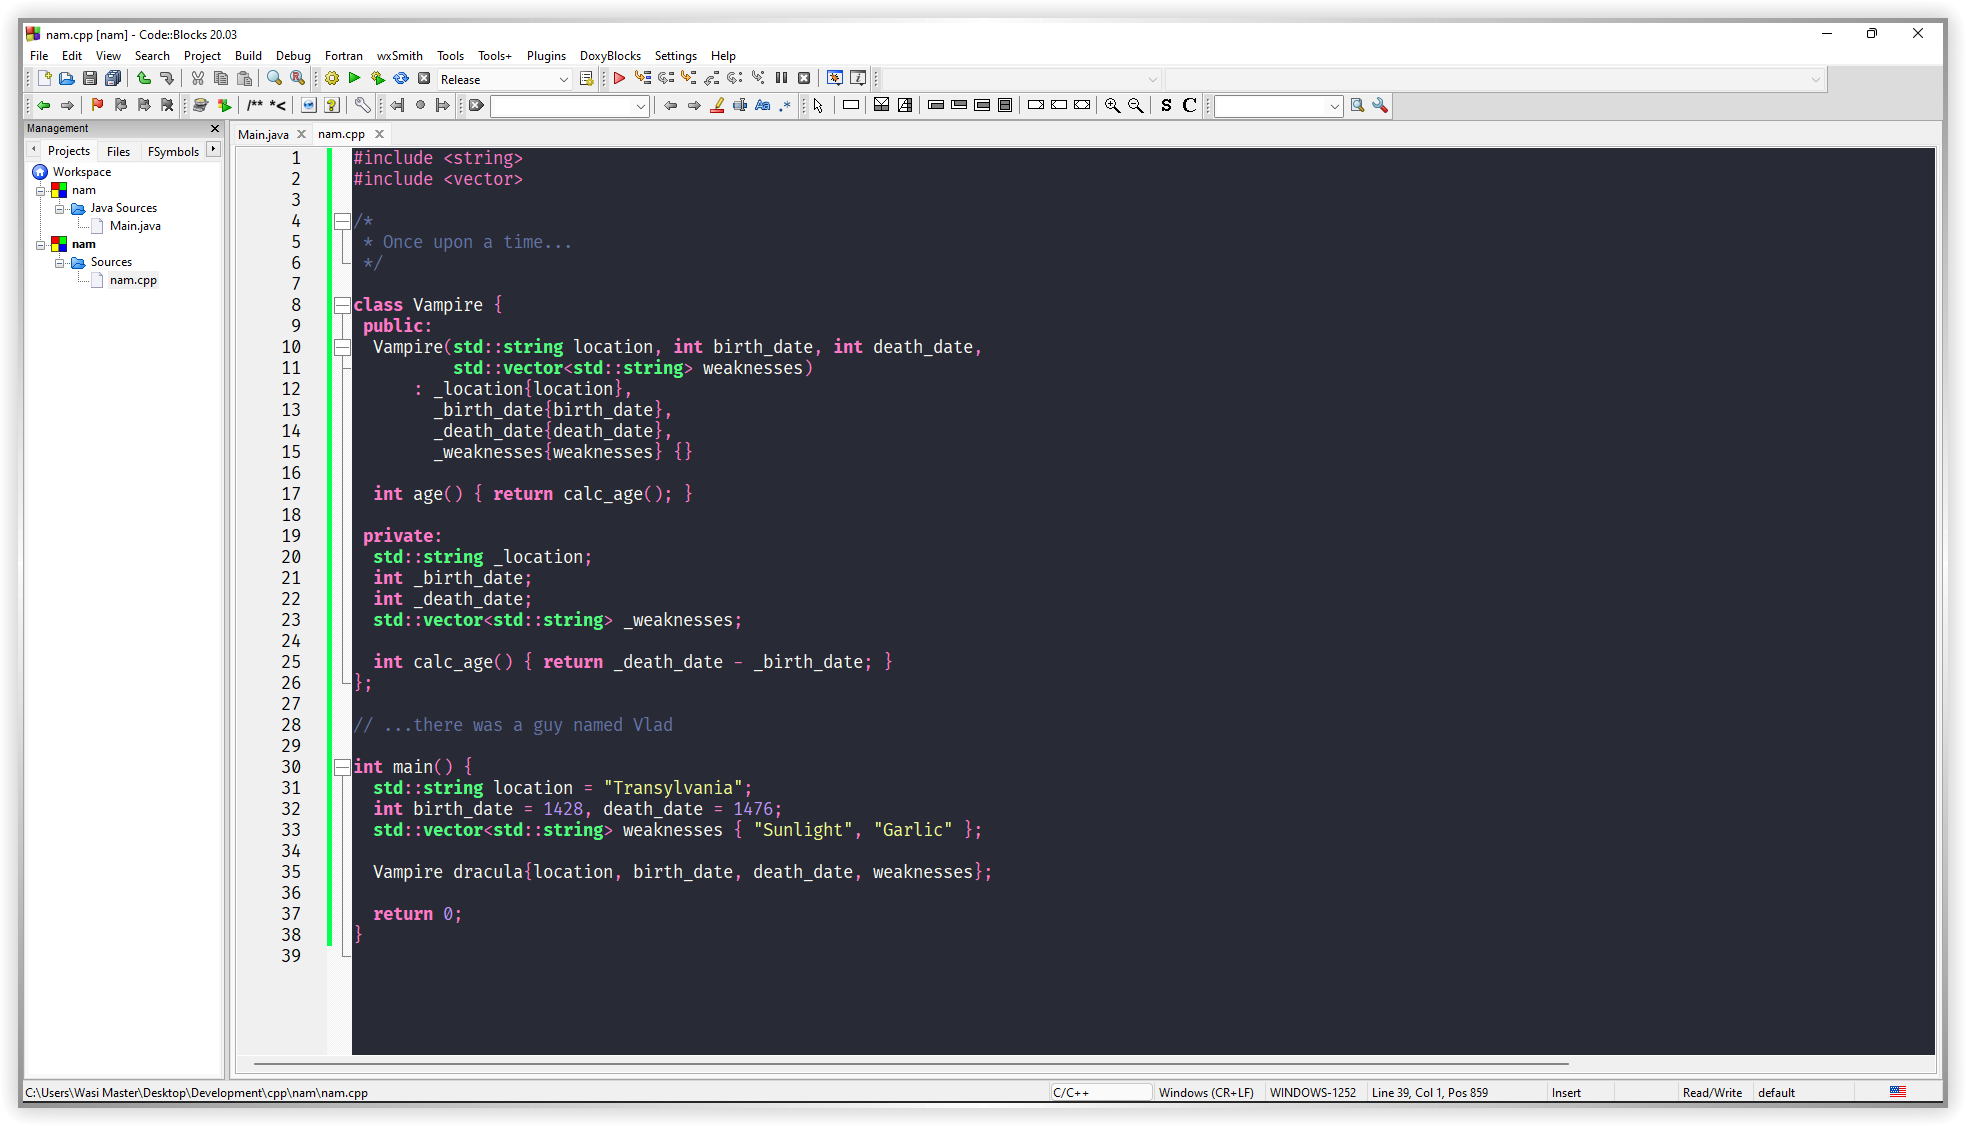 nam.cpp [nam] - Code::Blocks 20.03
File Edit View Search Project Build Debug Fortran wxSmith Tools Tools+ Plugins DoxyBlocks Settings Help
Release
/** *<
Aa .*
S C
Management
Projects Files FSymbols
Workspace
nam
Java Sources
Main.java
nam
Sources
nam.cpp
Main.java nam.cpp
1 #include <string>
2 #include <vector>
3
4 /*
5  * Once upon a time...
6  */
7
8 class Vampire {
9  public:
10   Vampire(std::string location, int birth_date, int death_date,
11           std::vector<std::string> weaknesses)
12       : _location{location},
13         _birth_date{birth_date},
14         _death_date{death_date},
15         _weaknesses{weaknesses} {}
16
17   int age() { return calc_age(); }
18
19  private:
20   std::string _location;
21   int _birth_date;
22   int _death_date;
23   std::vector<std::string> _weaknesses;
24
25   int calc_age() { return _death_date - _birth_date; }
26 };
27
28 // ...there was a guy named Vlad
29
30 int main() {
31   std::string location = "Transylvania";
32   int birth_date = 1428, death_date = 1476;
33   std::vector<std::string> weaknesses { "Sunlight", "Garlic" };
34
35   Vampire dracula{location, birth_date, death_date, weaknesses};
36
37   return 0;
38 }
39
C:\Users\Wasi Master\Desktop\Development\cpp\nam\nam.cpp C/C++ Windows (CR+LF) WINDOWS-1252 Line 39, Col 1, Pos 859 Insert Read/Write default